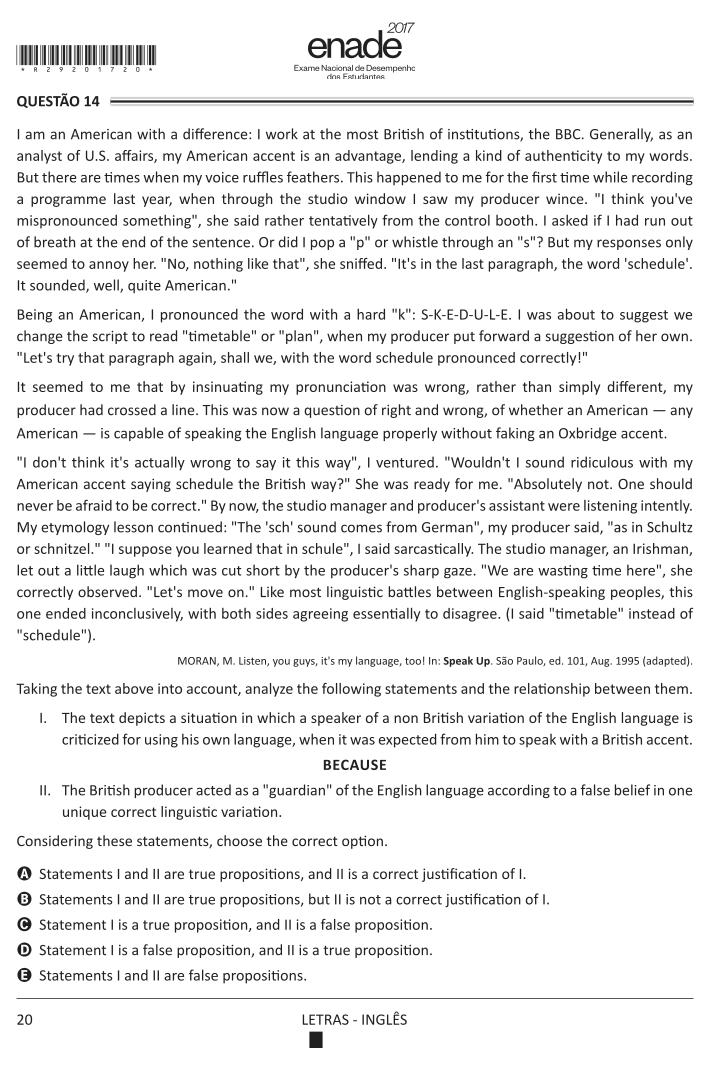 2017
enade
Exame Nacional de Desempenho
dos Estudantes
*R2920172 0*
QUESTÃO 14
I am an American with a difference: I work at the most British of institutions, the BBC. Generally, as an
analyst of U.S. affairs, my American accent is an advantage, lending a kind of authenticity to my words.
But there are times when my voice ruffles feathers. This happened to me for the first time while recording
a programme last year, when through the studio window I saw my producer wince. "I think you've
mispronounced something", she said rather tentatively from the control booth. I asked if I had run out
of breath at the end of the sentence. Or did I pop a "p" or whistle through an "s"? But my responses only
seemed to annoy her. "No, nothing like that", she sniffed. "It's in the last paragraph, the word 'schedule'.
It sounded, well, quite American."
Being an American, I pronounced the word with a hard "k": S-K-E-D-U-L-E. I was about to suggest we
change the script to read "timetable" or "plan", when my producer put forward a suggestion of her own.
"Let's try that paragraph again, shall we, with the word schedule pronounced correctly!"
It seemed to me that by insinuating my pronunciation was wrong, rather than simply different, my
producer had crossed a line. This was now a question of right and wrong, of whether an American — any
American — is capable of speaking the English language properly without faking an Oxbridge accent.
"I don't think it's actually wrong to say it this way", I ventured. "Wouldn't I sound ridiculous with my
American accent saying schedule the British way?" She was ready for me. "Absolutely not. One should
never be afraid to be correct." By now, the studio manager and producer's assistant were listening intently.
My etymology lesson continued: "The 'sch' sound comes from German", my producer said, "as in Schultz
or schnitzel." "I suppose you learned that in schule", I said sarcastically. The studio manager, an Irishman,
let out a little laugh which was cut short by the producer's sharp gaze. "We are wasting time here", she
correctly observed. "Let's move on." Like most linguistic battles between English-speaking peoples, this
one ended inconclusively, with both sides agreeing essentially to disagree. (I said "timetable" instead of
"schedule").
MORAN, M. Listen, you guys, it's my language, too! In: Speak Up. São Paulo, ed. 101, Aug. 1995 (adapted).
Taking the text above into account, analyze the following statements and the relationship between them.
I. The text depicts a situation in which a speaker of a non British variation of the English language is
criticized for using his own language, when it was expected from him to speak with a British accent.
BECAUSE
II. The British producer acted as a "guardian" of the English language according to a false belief in one
unique correct linguistic variation.
Considering these statements, choose the correct option.
A Statements I and II are true propositions, and II is a correct justification of I.
B Statements I and II are true propositions, but II is not a correct justification of I.
C Statement I is a true proposition, and II is a false proposition.
D Statement I is a false proposition, and II is a true proposition.
E Statements I and II are false propositions.
20
LETRAS - INGLÊS